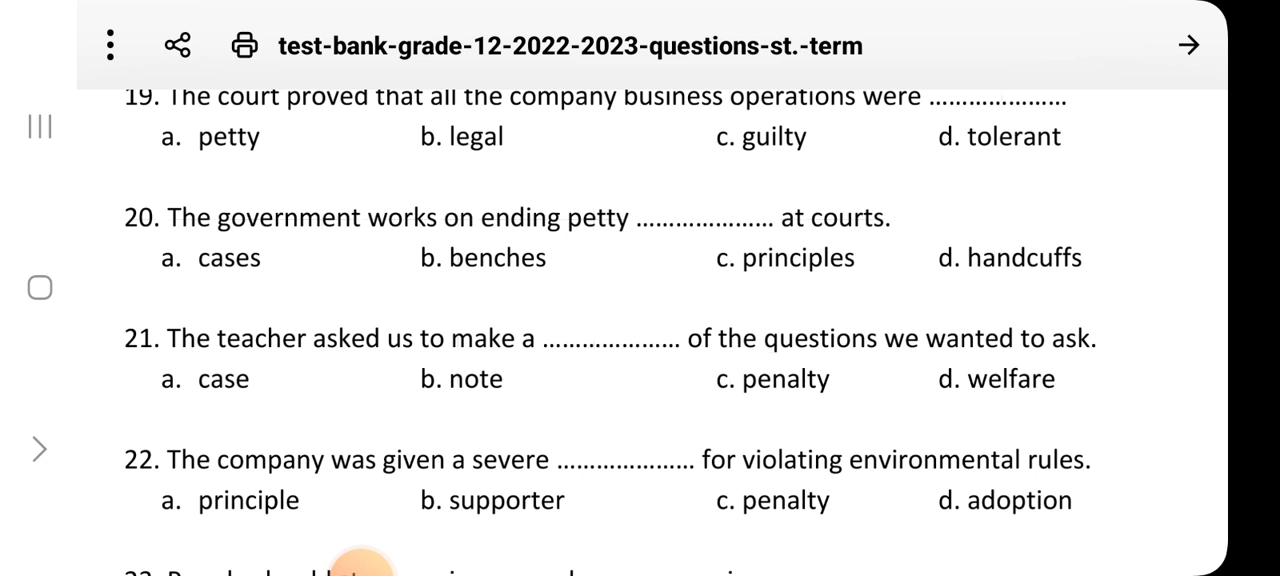 test-bank-grade-12-2022-2023-questions-st.-term
19. The court proved that all the company business operations were .....................
a. petty b. legal c. guilty d. tolerant
20. The government works on ending petty ..................... at courts.
a. cases b. benches c. principles d. handcuffs
21. The teacher asked us to make a ..................... of the questions we wanted to ask.
a. case b. note c. penalty d. welfare
22. The company was given a severe ..................... for violating environmental rules.
a. principle b. supporter c. penalty d. adoption